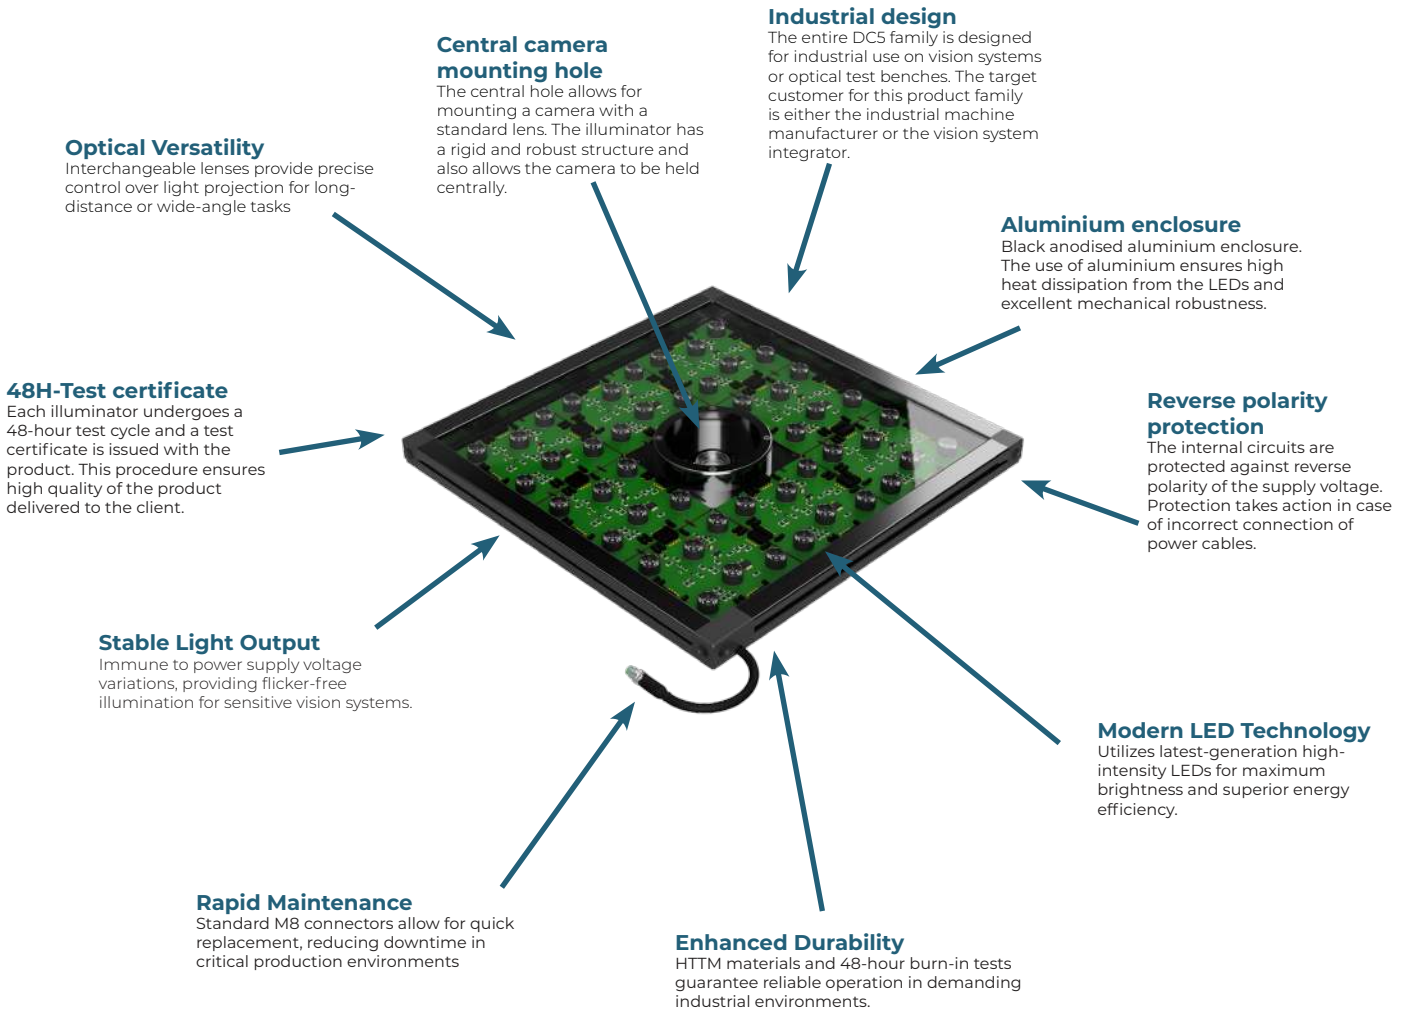 Industrial design
The entire DC5 family is designed
for industrial use on vision systems
or optical test benches. The target
customer for this product family
is either the industrial machine
manufacturer or the vision system
integrator.
Central camera
mounting hole
The central hole allows for
mounting a camera with a
standard lens. The illuminator has
a rigid and robust structure and
also allows the camera to be held
centrally.
Optical Versatility
Interchangeable lenses provide precise
control over light projection for long-
distance or wide-angle tasks
Aluminium enclosure
Black anodised aluminium enclosure.
The use of aluminium ensures high
heat dissipation from the LEDs and
excellent mechanical robustness.
48H-Test certificate
Each illuminator undergoes a
48-hour test cycle and a test
certificate is issued with the
product. This procedure ensures
high quality of the product
delivered to the client.
Reverse polarity
protection
The internal circuits are
protected against reverse
polarity of the supply voltage.
Protection takes action in case
of incorrect connection of
power cables.
Stable Light Output
Immune to power supply voltage
variations, providing flicker-free
illumination for sensitive vision systems.
Modern LED Technology
Utilizes latest-generation high-
intensity LEDs for maximum
brightness and superior energy
efficiency.
Rapid Maintenance
Standard M8 connectors allow for quick
replacement, reducing downtime in
critical production environments
Enhanced Durability
HTTM materials and 48-hour burn-in tests
guarantee reliable operation in demanding
industrial environments.